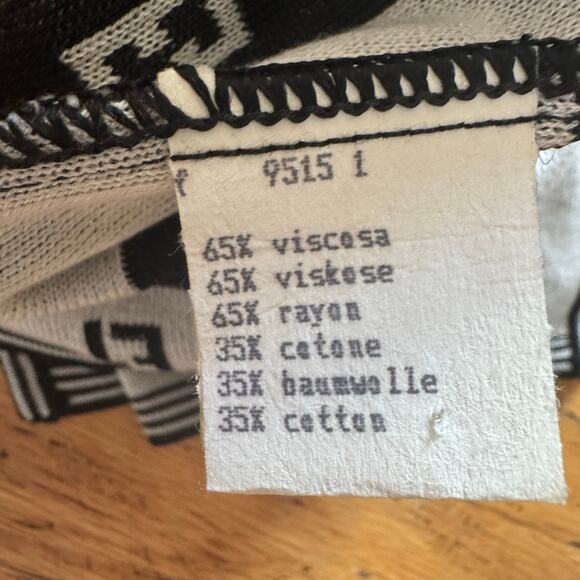 f 9515 1
65% viscosa
65% viskose
65% rayon
35% cotone
35% baumwolle
35% cotton